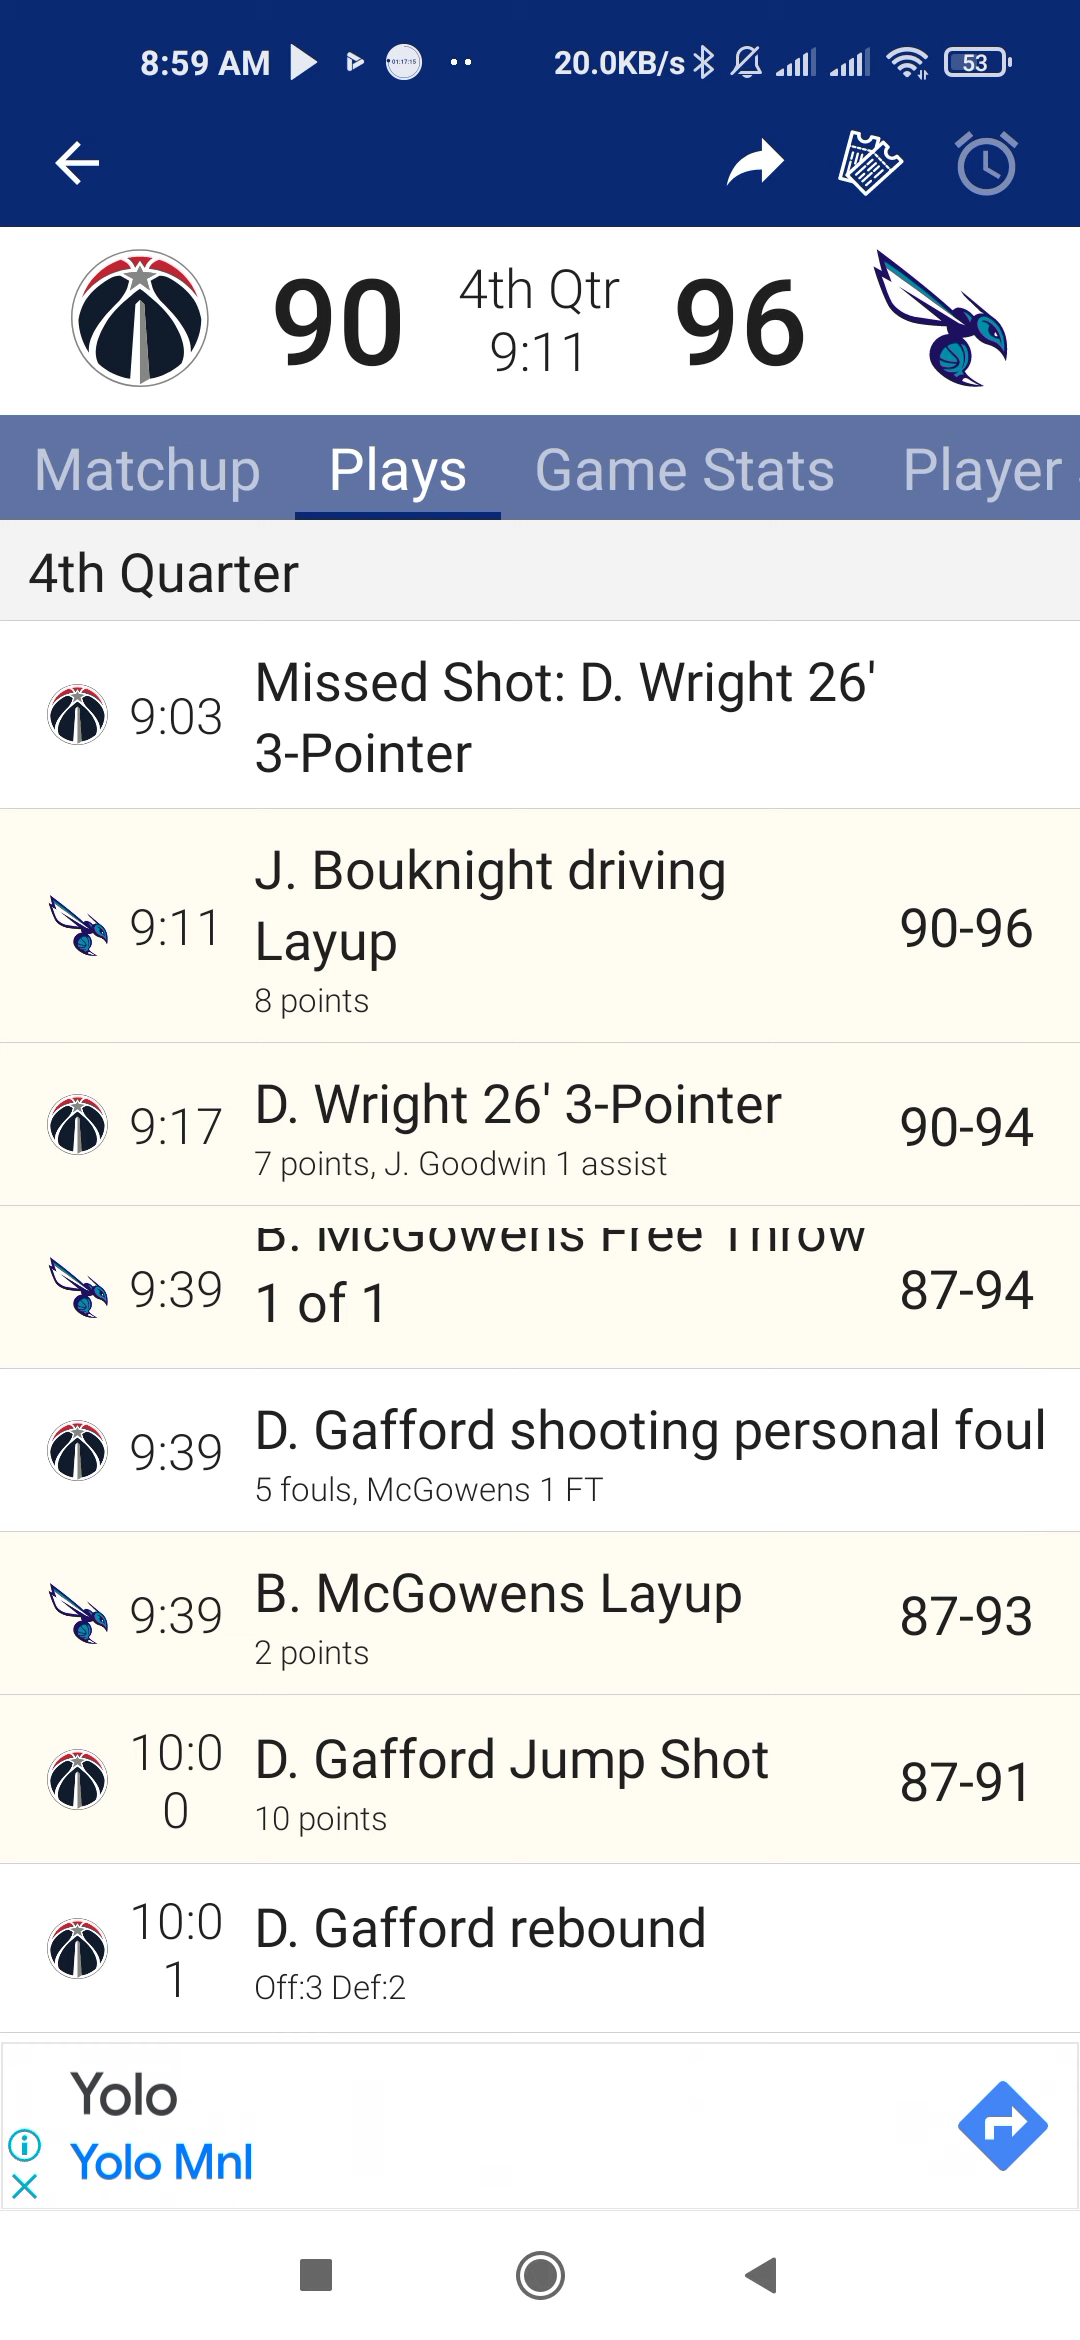 8:59 AM
20.0KB/s
53
90
4th Qtr
9:11
96
Matchup
Plays
Game Stats
Player
4th Quarter
9:03
Missed Shot: D. Wright 26'
3-Pointer
9:11
J. Bouknight driving
Layup
8 points
90-96
9:17
D. Wright 26' 3-Pointer
7 points, J. Goodwin 1 assist
90-94
9:39
B. McGowens Free Throw
1 of 1
87-94
9:39
D. Gafford shooting personal foul
5 fouls, McGowens 1 FT
9:39
B. McGowens Layup
2 points
87-93
10:0
0
D. Gafford Jump Shot
10 points
87-91
10:0
1
D. Gafford rebound
Off:3 Def:2
Yolo
Yolo Mnl